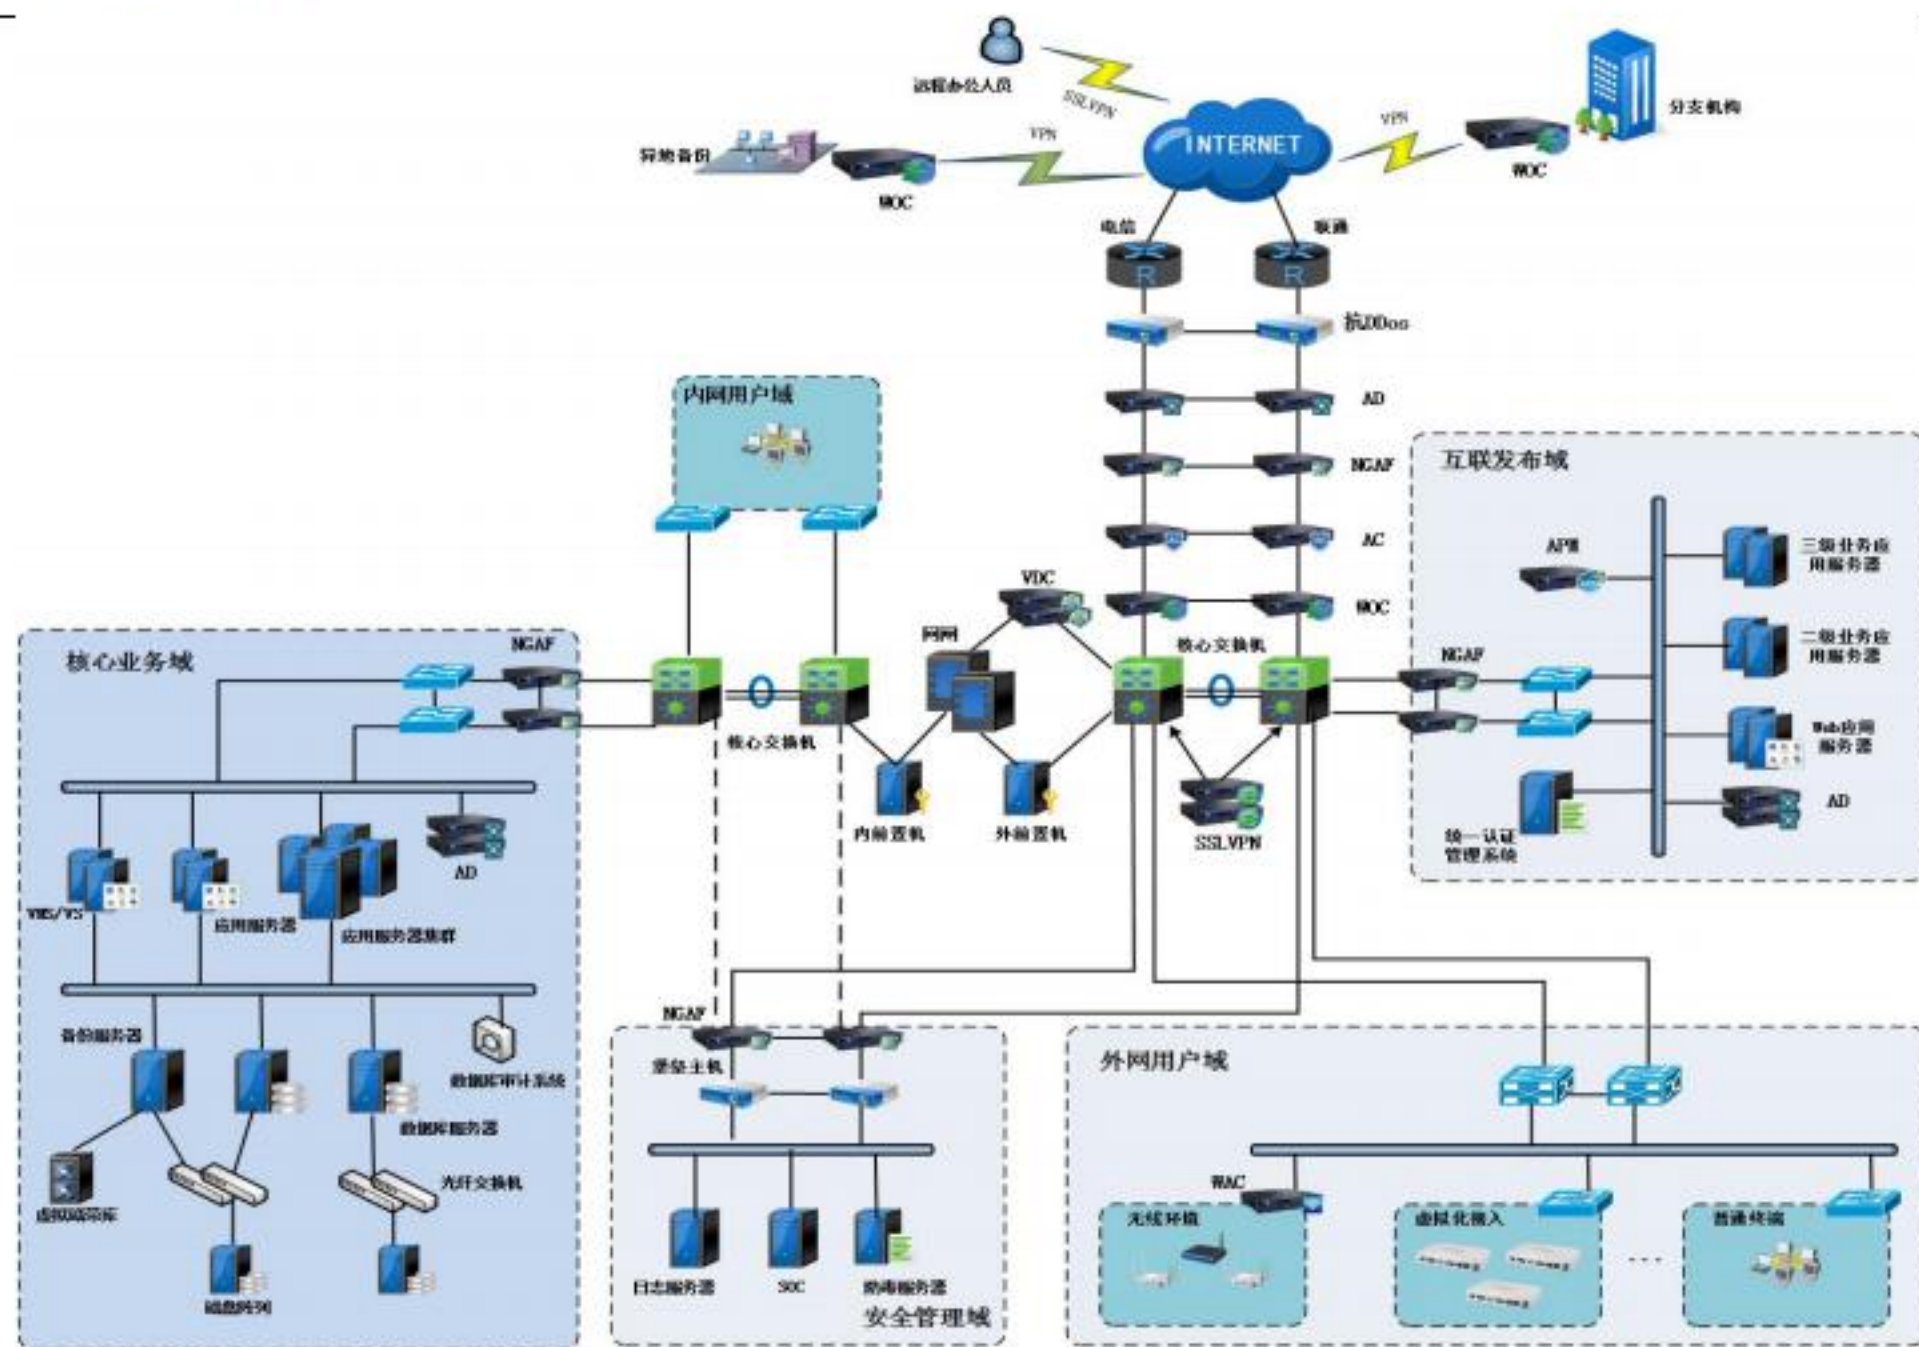 远程办公人员
SSLVPN
分支机构
VPN
INTERNET
VPN
异地备份
WOC
WOC
电信
联通
抗DDos
AD
NGAF
AC
WOC
内网用户域
互联发布域
APM
三级业务应
用服务器
二级业务应
用服务器
NGAF
Web应用
服务器
AD
统一认证
管理系统
VDC
网闸
核心交换机
核心交换机
内前置机
外前置机
SSLVPN
核心业务域
NGAF
AD
VMS/VS
应用服务器
应用服务器集群
备份服务器
数据库审计系统
数据库服务器
光纤交换机
虚拟磁带库
磁盘阵列
NGAF
堡垒主机
日志服务器
SOC
防毒服务器
安全管理域
外网用户域
WAC
无线环境
虚拟化接入
....
普通终端